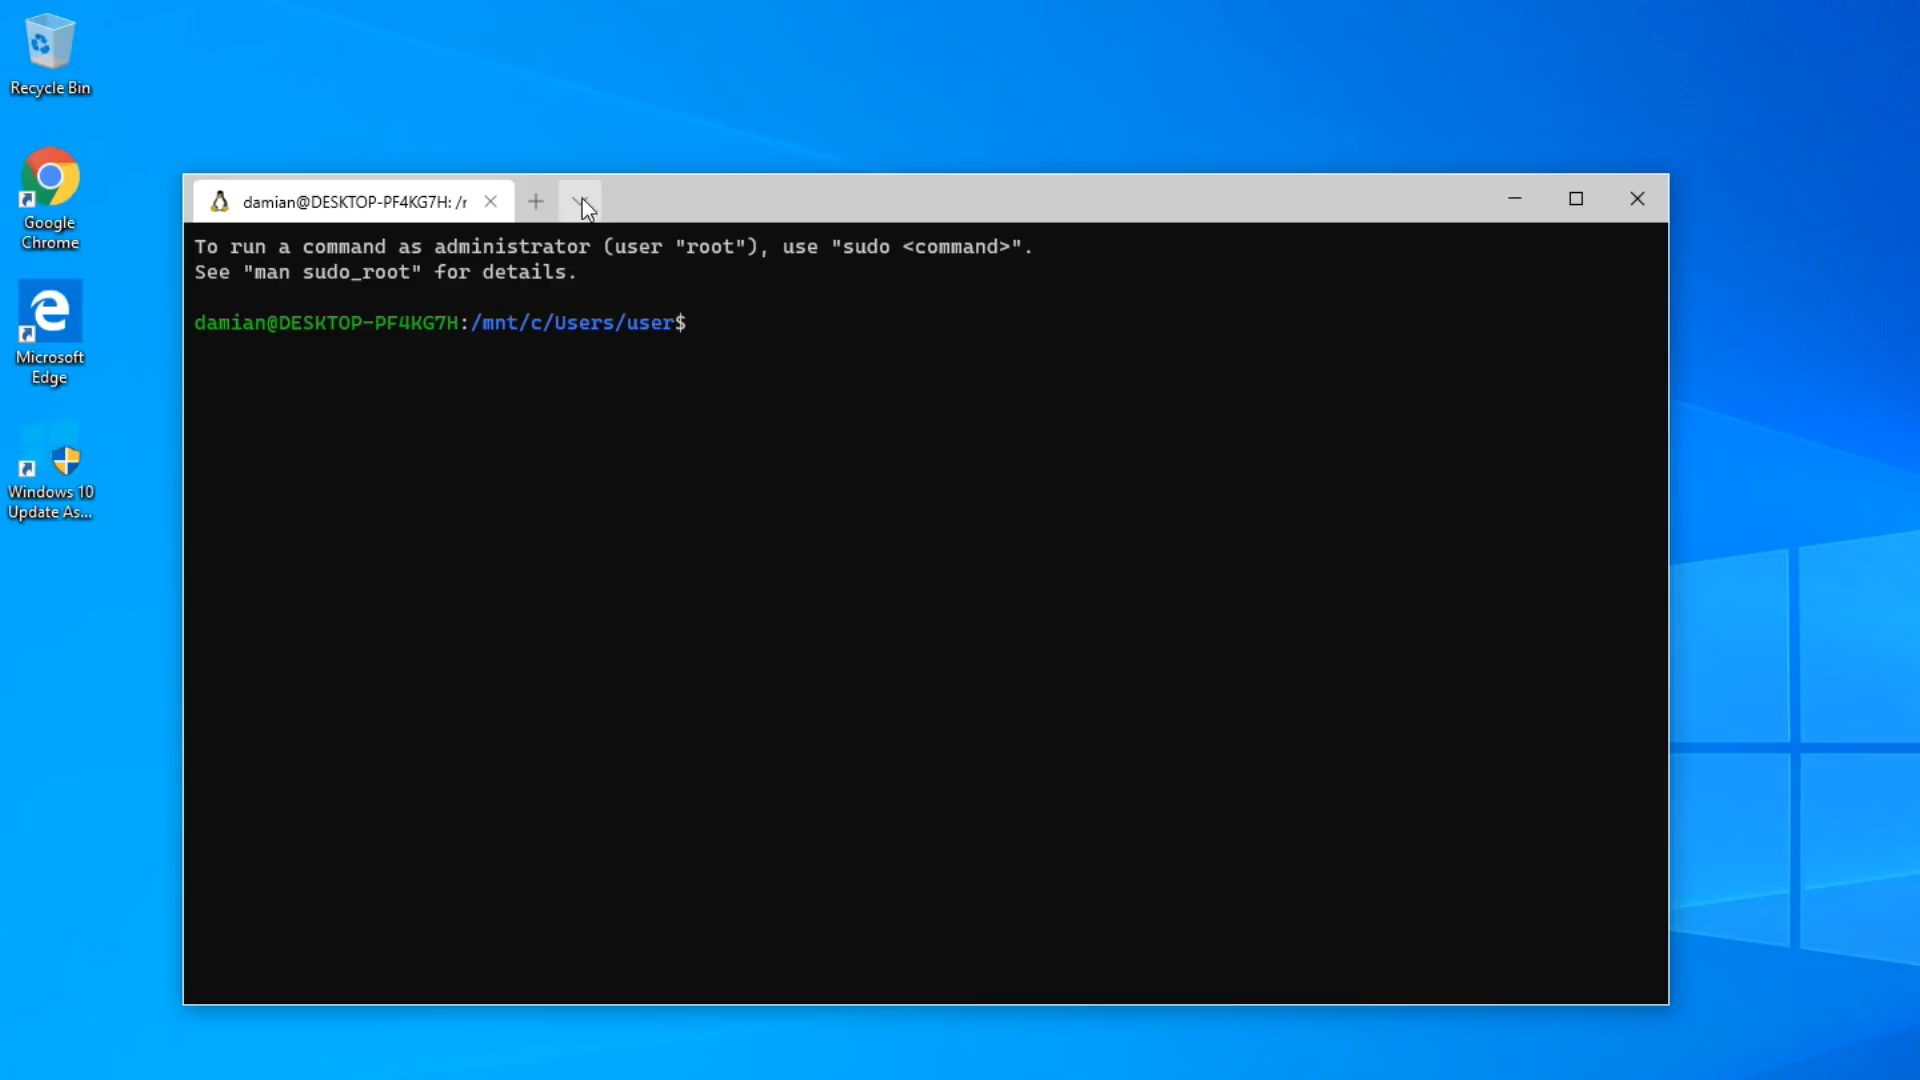 Recycle Bin
Google
Chrome
Microsoft
Edge
Windows 10
Update As...
damian@DESKTOP-PF4KG7H: /r
To run a command as administrator (user "root"), use "sudo <command>".
See "man sudo_root" for details.
damian@DESKTOP-PF4KG7H:/mnt/c/Users/user$